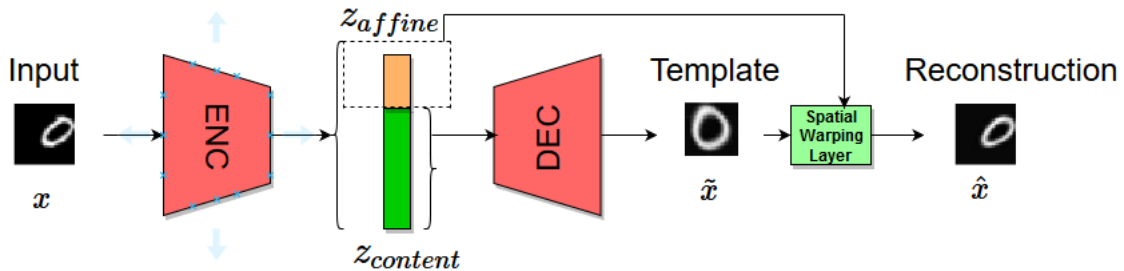 z_affine
Input
Template
Reconstruction
ENC
DEC
Spatial
Warping
Layer
x
x̃
x̂
z_content